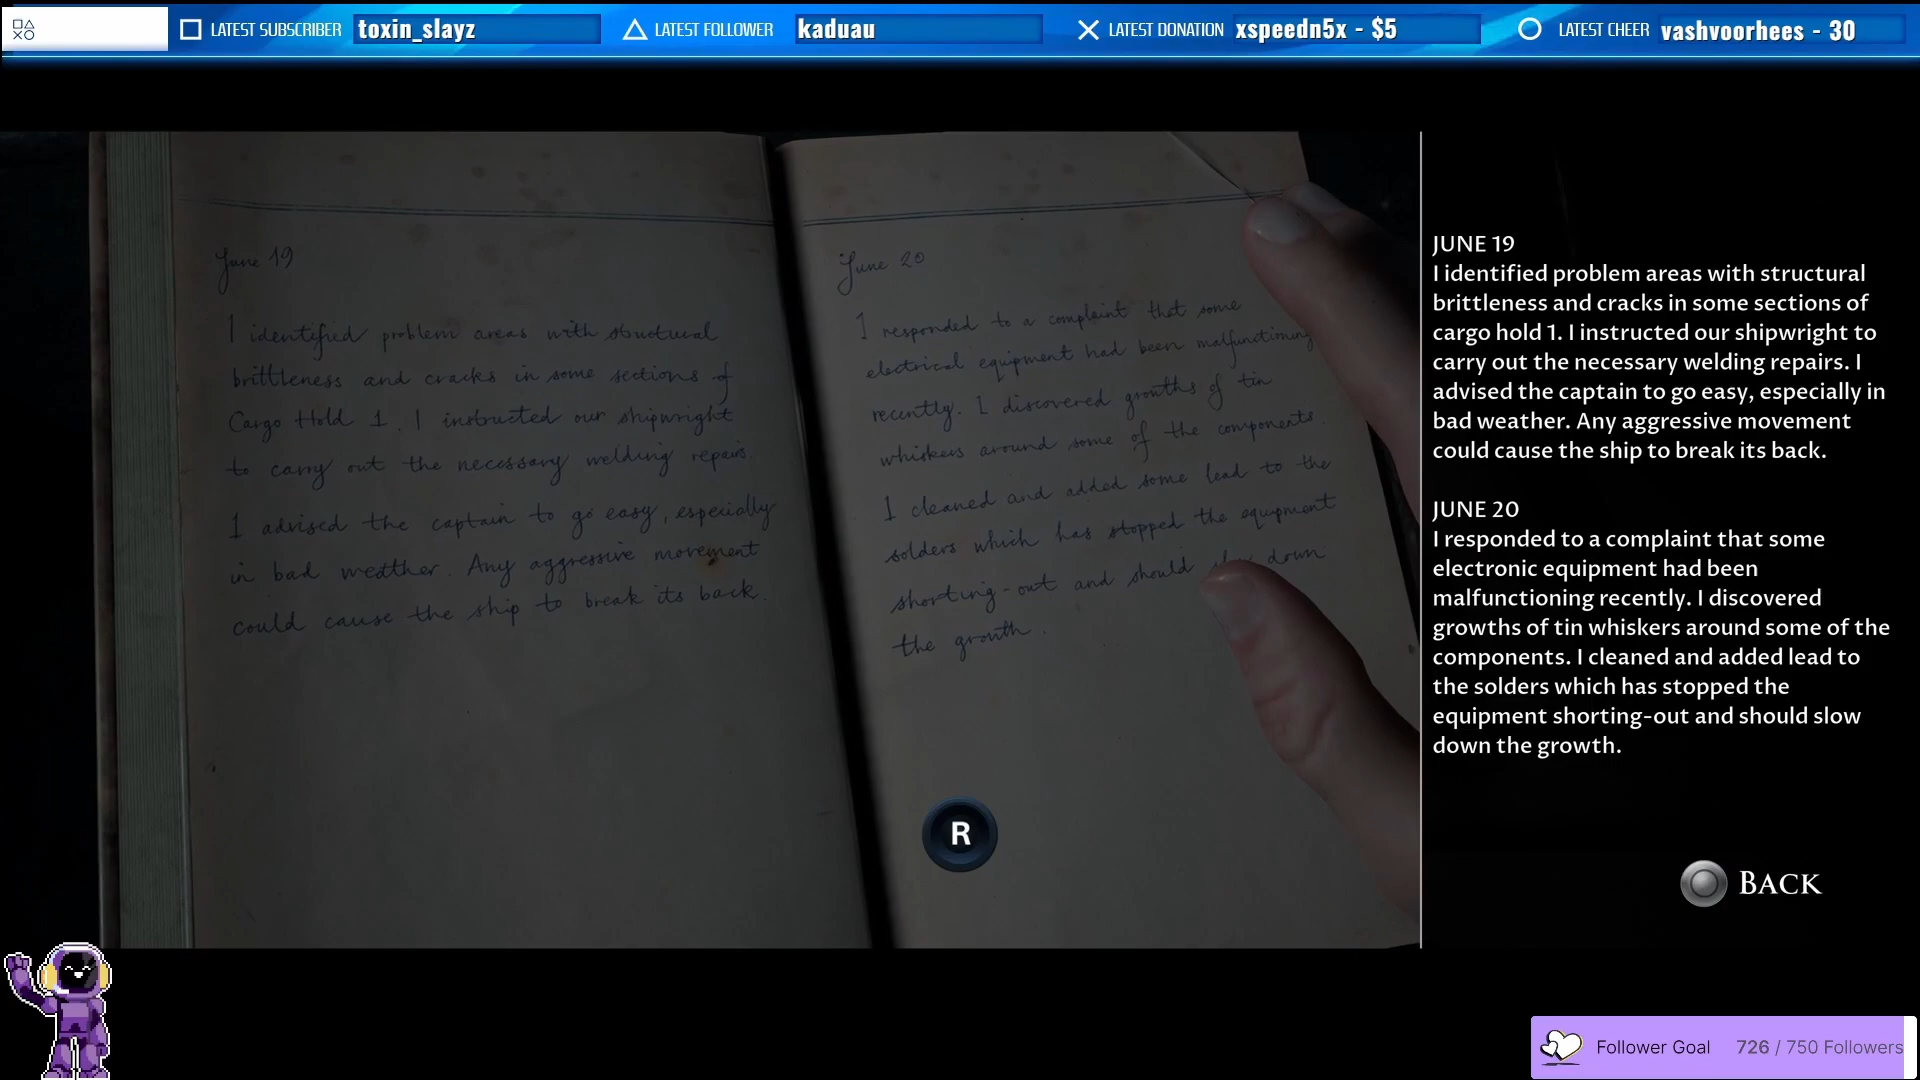 LATEST SUBSCRIBER toxin_slayz
LATEST FOLLOWER kaduau
LATEST DONATION xspeedn5x - $5
LATEST CHEER vashvoorhees - 30
June 19
I identified problem areas with structural
brittleness and cracks in some sections of
Cargo Hold 1. I instructed our shipwright
to carry out the necessary welding repairs.
I advised the captain to go easy, especially
in bad weather. Any aggressive movement
could cause the ship to break its back.
June 20
I responded to a complaint that some
electrical equipment had been malfunctioning
recently. I discovered growths of tin
whiskers around some of the components.
I cleaned and added some lead to the
solders which has stopped the equipment
shorting-out and should slow down
the growth.
R
JUNE 19
I identified problem areas with structural
brittleness and cracks in some sections of
cargo hold 1. I instructed our shipwright to
carry out the necessary welding repairs. I
advised the captain to go easy, especially in
bad weather. Any aggressive movement
could cause the ship to break its back.
JUNE 20
I responded to a complaint that some
electronic equipment had been
malfunctioning recently. I discovered
growths of tin whiskers around some of the
components. I cleaned and added lead to
the solders which has stopped the
equipment shorting-out and should slow
down the growth.
BACK
Follower Goal 726 / 750 Followers